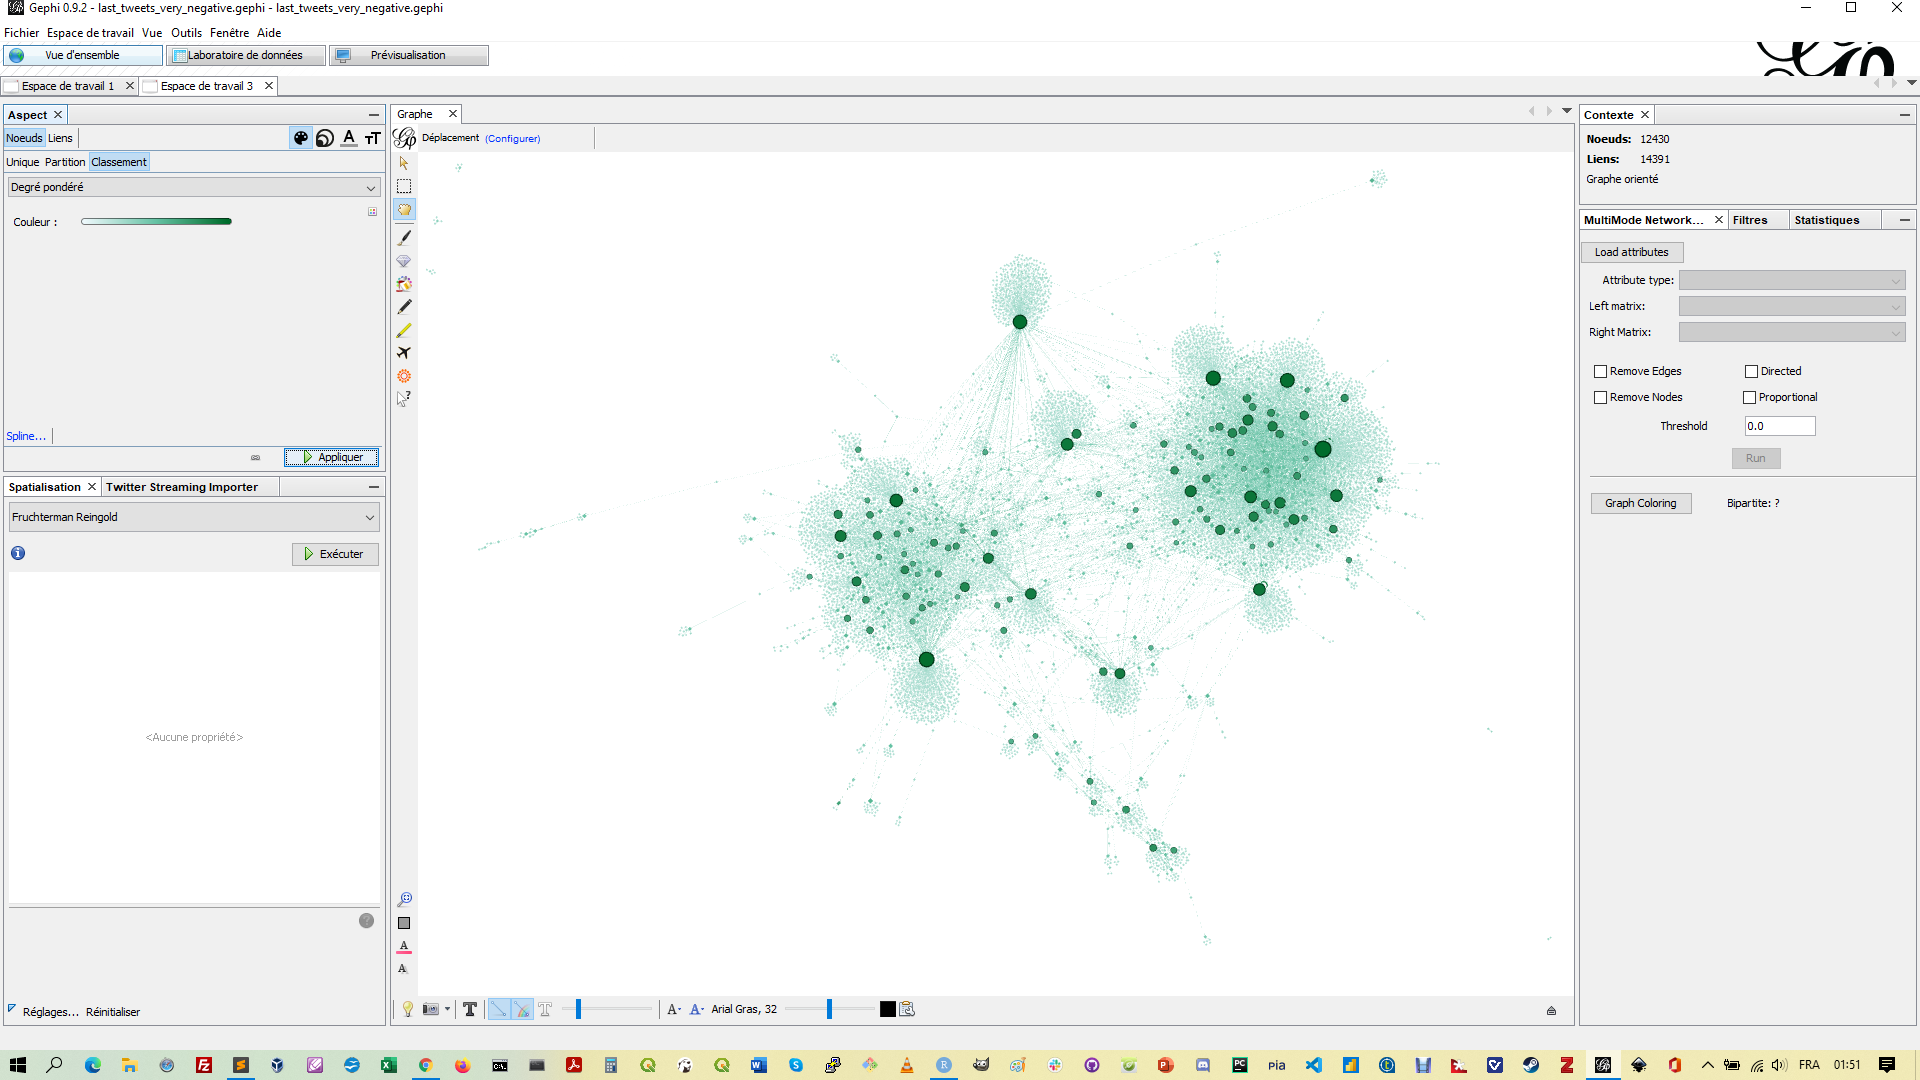 Gephi 0.9.2 - last_tweets_very_negative.gephi - last_tweets_very_negative.gephi
Fichier Espace de travail Vue Outils Fenêtre Aide
Vue d'ensemble Laboratoire de données Prévisualisation
Espace de travail 1 Espace de travail 3
Aspect
Noeuds Liens
Unique Partition Classement
Degré pondéré
Couleur :
Spline...
Appliquer
Spatialisation Twitter Streaming Importer
Fruchterman Reingold
Exécuter
<Aucune propriété>
Réglages... Réinitialiser
Graphe
Déplacement (Configurer)
Arial Gras, 32
Contexte
Noeuds: 12430
Liens: 14391
Graphe orienté
MultiMode Network... Filtres Statistiques
Load attributes
Attribute type:
Left matrix:
Right Matrix:
Remove Edges Directed
Remove Nodes Proportional
Threshold 0.0
Run
Graph Coloring Bipartite: ?
pia FRA 01:51